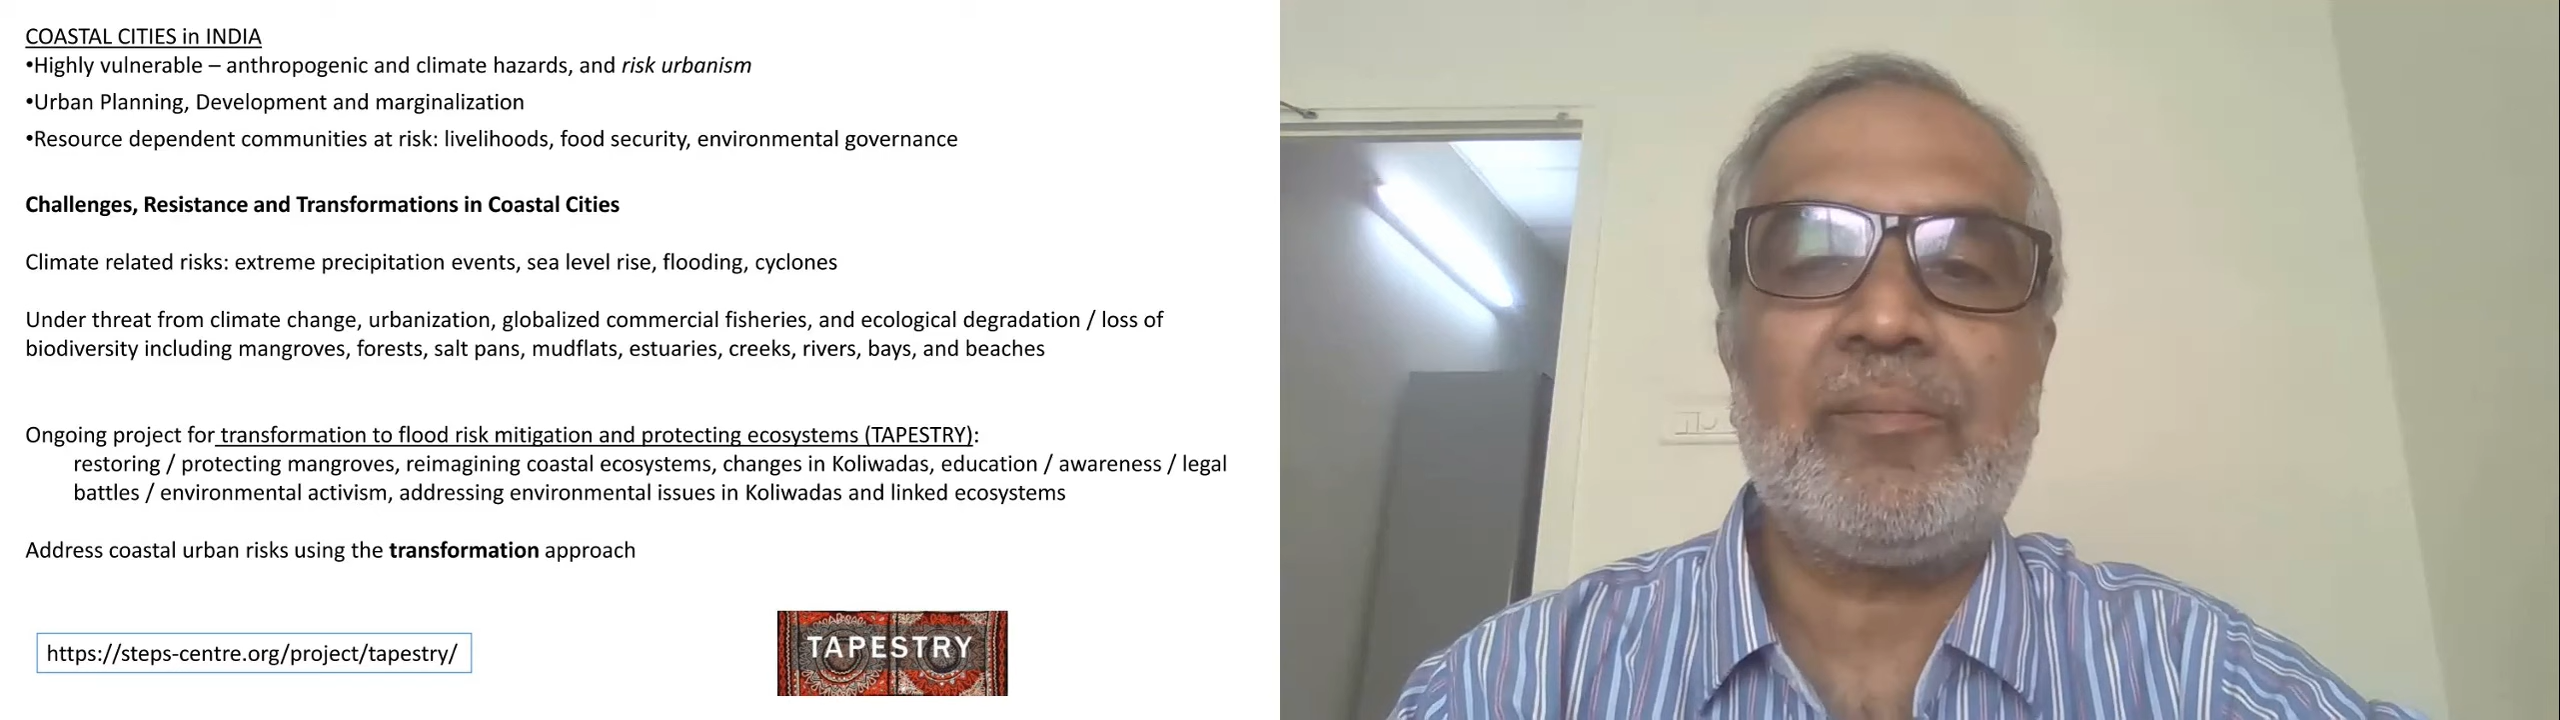 COASTAL CITIES in INDIA
•Highly vulnerable – anthropogenic and climate hazards, and risk urbanism
•Urban Planning, Development and marginalization
•Resource dependent communities at risk: livelihoods, food security, environmental governance
Challenges, Resistance and Transformations in Coastal Cities
Climate related risks: extreme precipitation events, sea level rise, flooding, cyclones
Under threat from climate change, urbanization, globalized commercial fisheries, and ecological degradation / loss of
biodiversity including mangroves, forests, salt pans, mudflats, estuaries, creeks, rivers, bays, and beaches
Ongoing project for transformation to flood risk mitigation and protecting ecosystems (TAPESTRY):
restoring / protecting mangroves, reimagining coastal ecosystems, changes in Koliwadas, education / awareness / legal
battles / environmental activism, addressing environmental issues in Koliwadas and linked ecosystems
Address coastal urban risks using the transformation approach
https://steps-centre.org/project/tapestry/
TAPESTRY